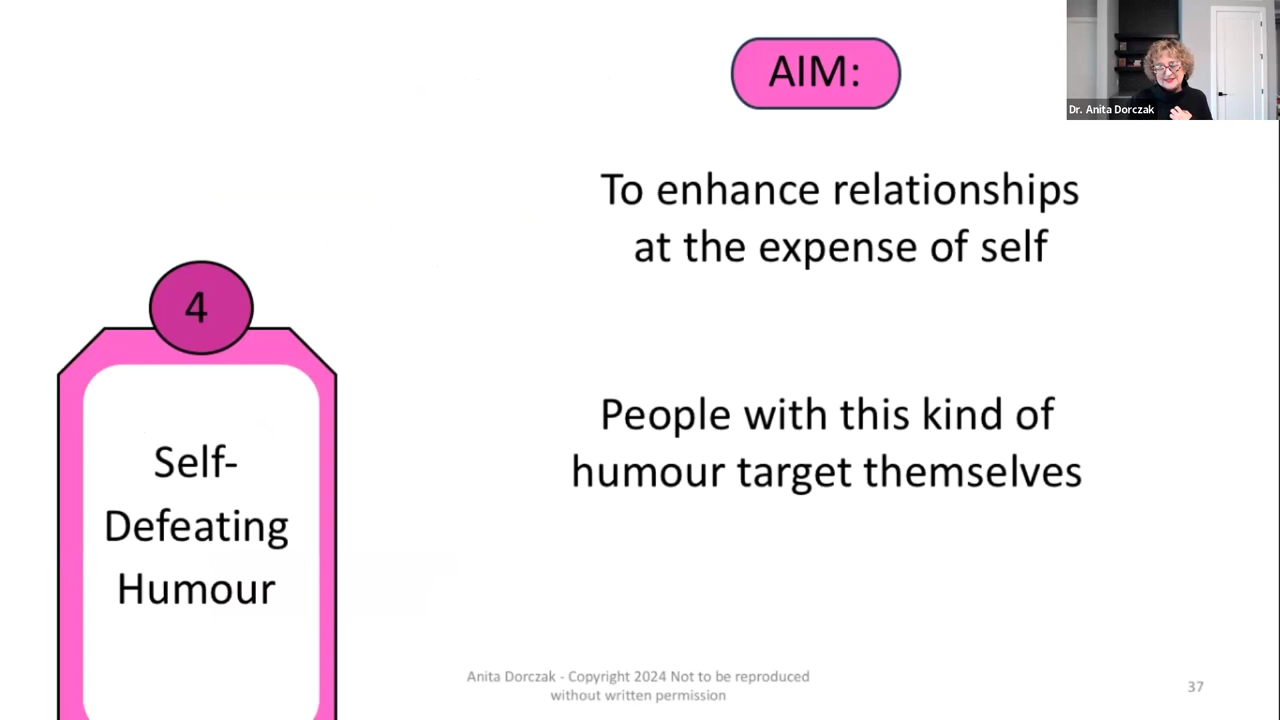 AIM:
Dr. Anita Dorczak
To enhance relationships
at the expense of self
4
Self-
Defeating
Humour
People with this kind of
humour target themselves
Anita Dorczak - Copyright 2024 Not to be reproduced
without written permission
37